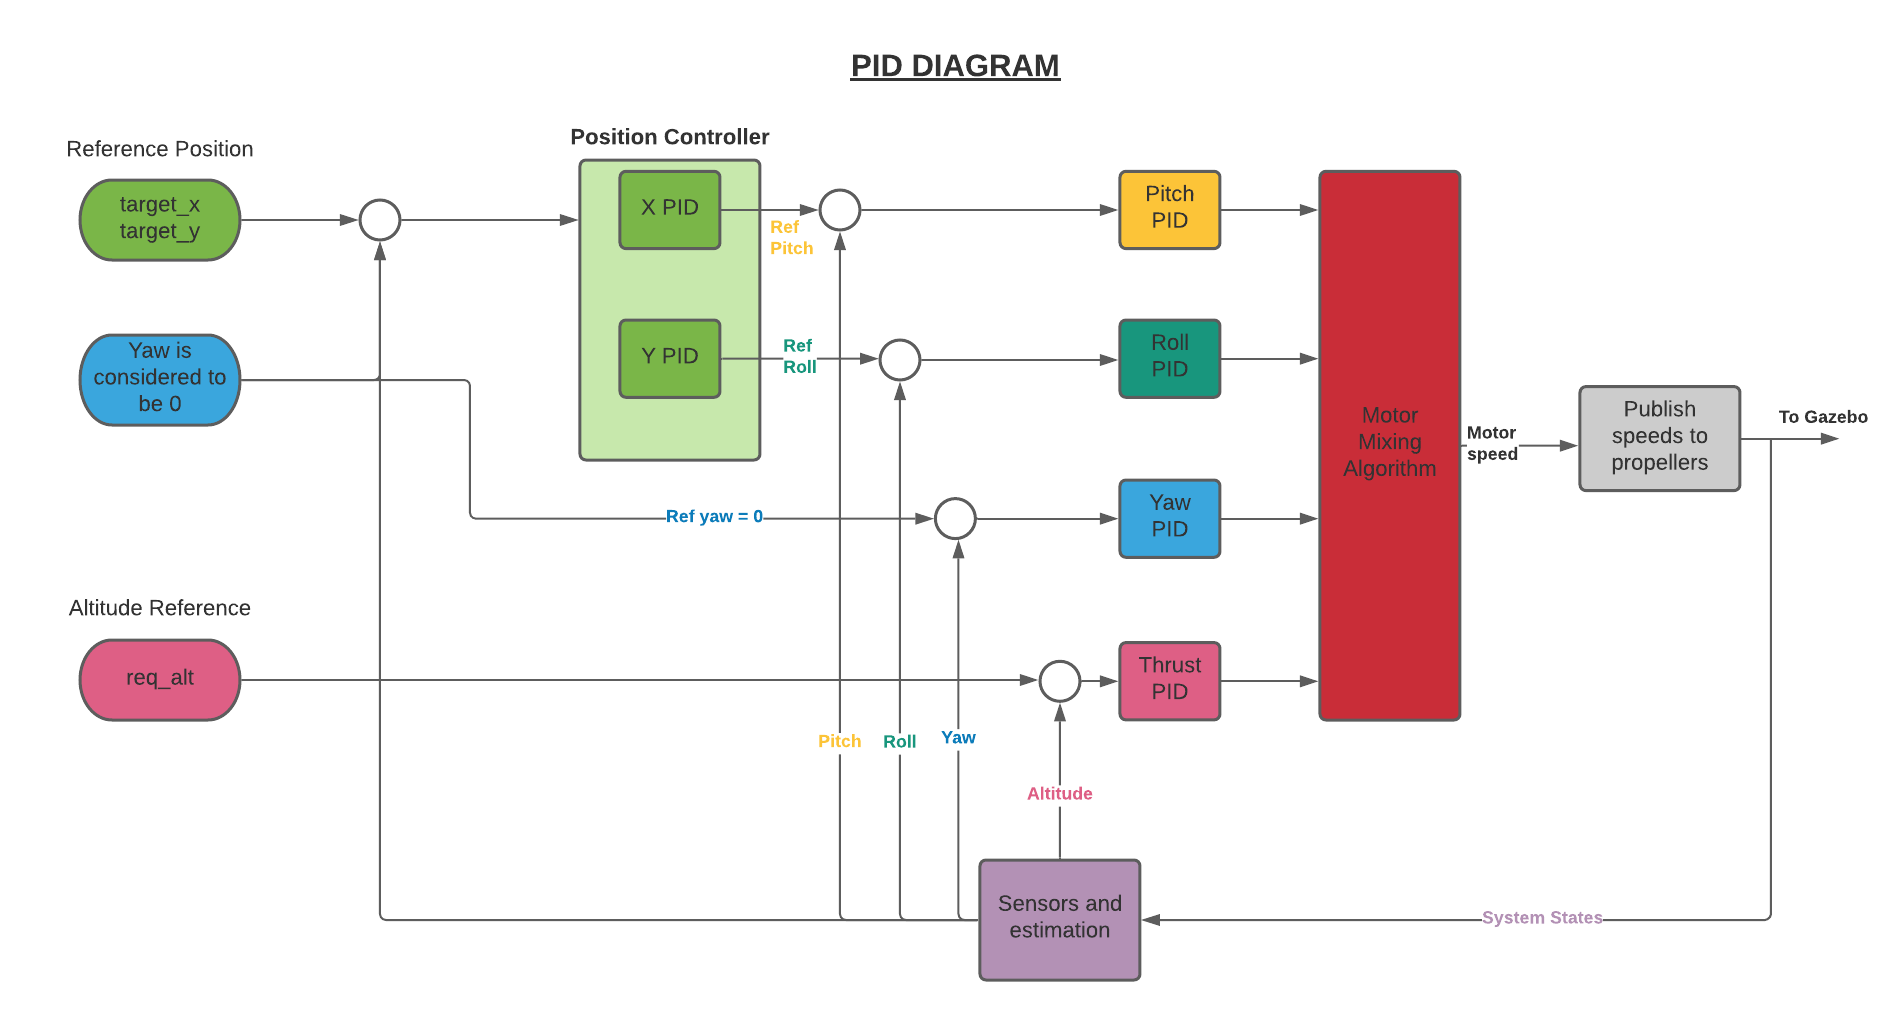 PID DIAGRAM
Reference Position
target_x
target_y
Yaw is
considered to
be 0
Altitude Reference
req_alt
Position Controller
X PID
Y PID
Ref
Pitch
Ref
Roll
Ref yaw = 0
Pitch
Roll
Yaw
Altitude
Pitch
PID
Roll
PID
Yaw
PID
Thrust
PID
Motor
Mixing
Algorithm
Motor
speed
Publish
speeds to
propellers
To Gazebo
Sensors and
estimation
System States